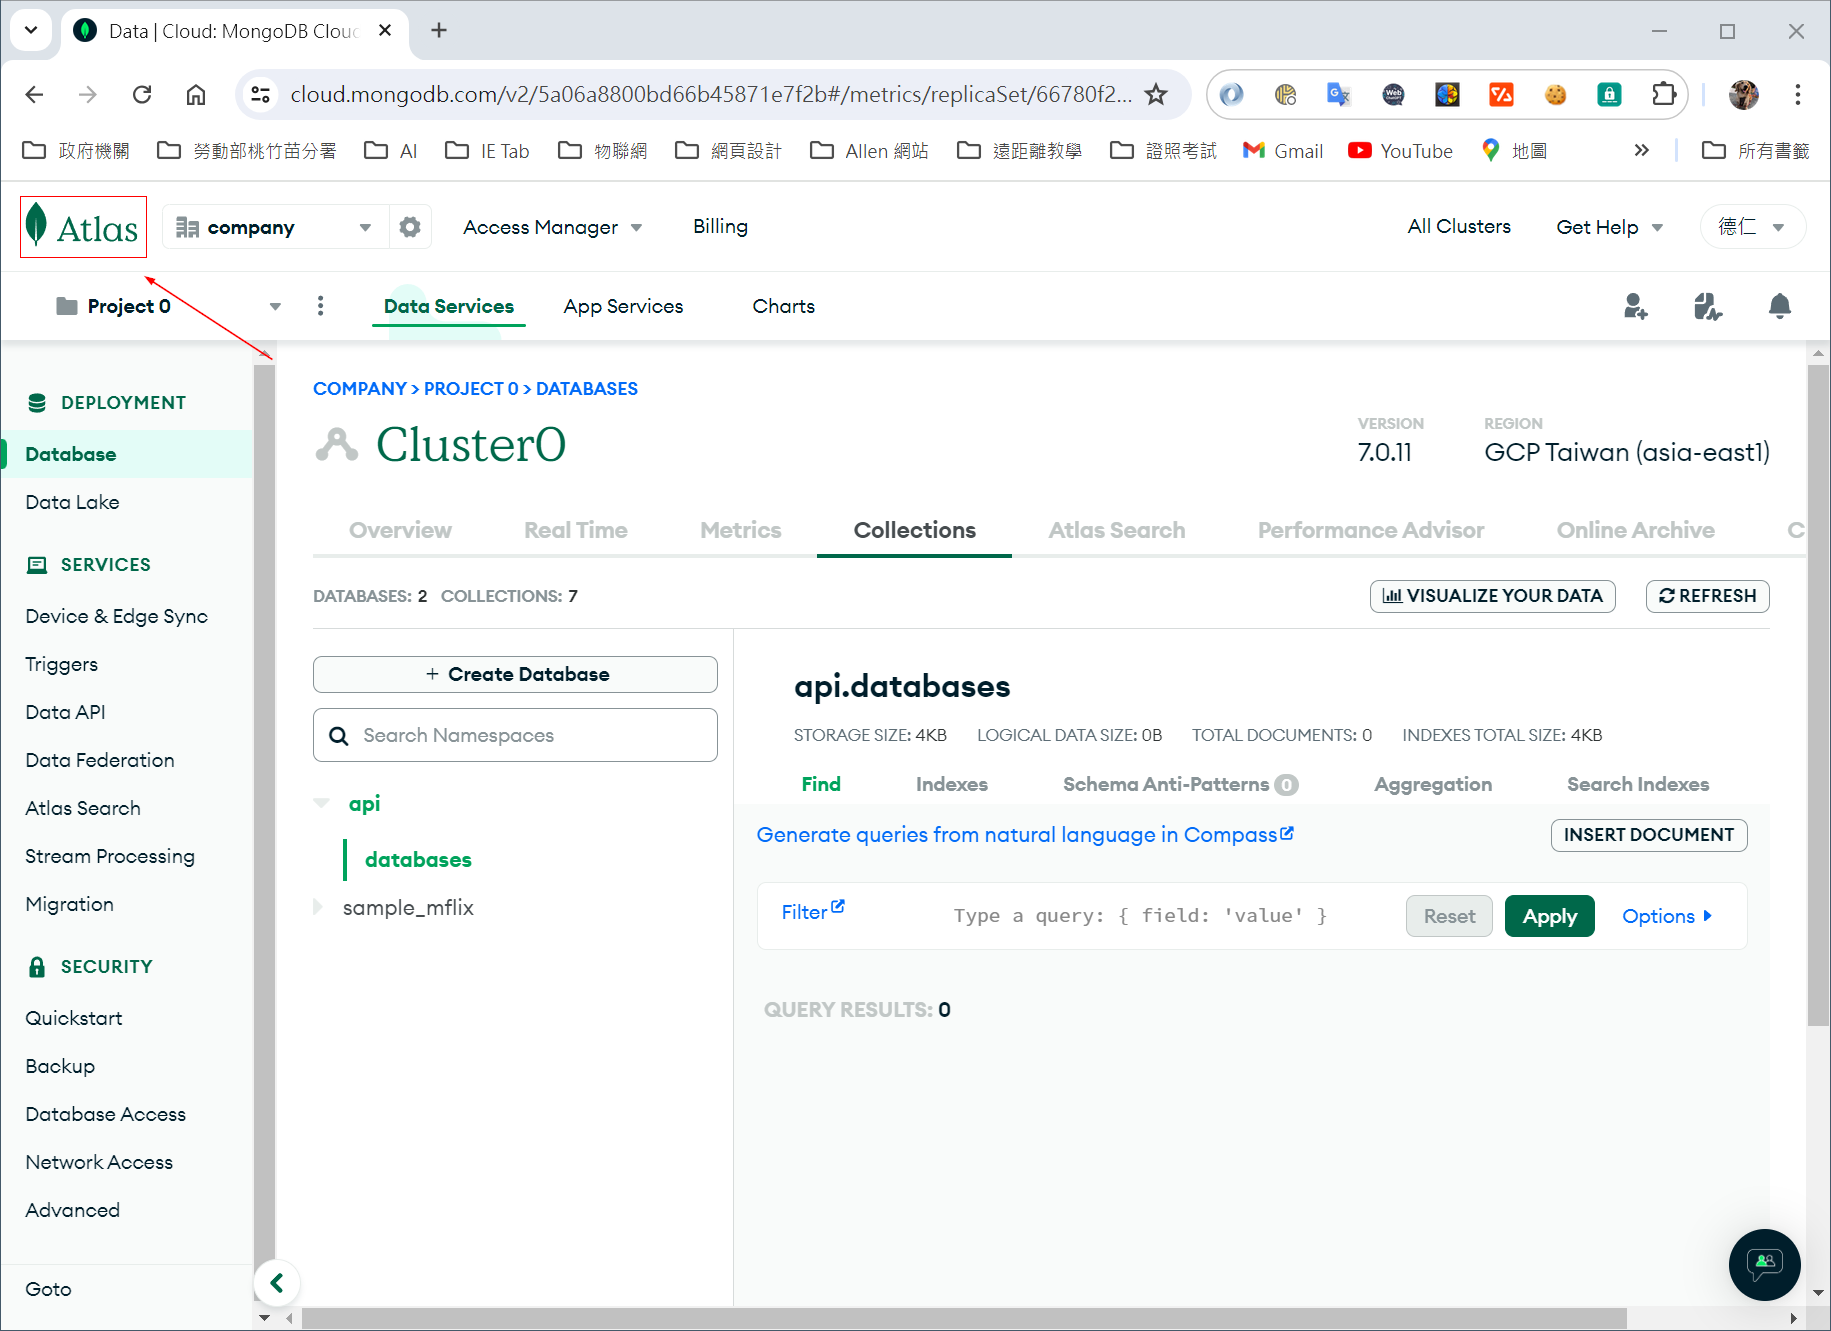 Data | Cloud: MongoDB Clou
cloud.mongodb.com/v2/5a06a8800bd66b45871e7f2b#/metrics/replicaSet/66780f2...
政府機關 勞動部桃竹苗分署 AI IE Tab 物聯網 網頁設計 Allen 網站 遠距離教學 證照考試 Gmail YouTube 地圖 » 所有書籤
Atlas company Access Manager Billing All Clusters Get Help 德仁
Project 0 Data Services App Services Charts
DEPLOYMENT
Database
Data Lake
SERVICES
Device & Edge Sync
Triggers
Data API
Data Federation
Atlas Search
Stream Processing
Migration
SECURITY
Quickstart
Backup
Database Access
Network Access
Advanced
Goto
COMPANY > PROJECT 0 > DATABASES
Cluster0
VERSION
7.0.11
REGION
GCP Taiwan (asia-east1)
Overview Real Time Metrics Collections Atlas Search Performance Advisor Online Archive C
DATABASES: 2 COLLECTIONS: 7
VISUALIZE YOUR DATA REFRESH
+ Create Database
Search Namespaces
api
databases
sample_mflix
api.databases
STORAGE SIZE: 4KB LOGICAL DATA SIZE: 0B TOTAL DOCUMENTS: 0 INDEXES TOTAL SIZE: 4KB
Find Indexes Schema Anti-Patterns 0 Aggregation Search Indexes
Generate queries from natural language in Compass INSERT DOCUMENT
Filter Type a query: { field: 'value' } Reset Apply Options
QUERY RESULTS: 0